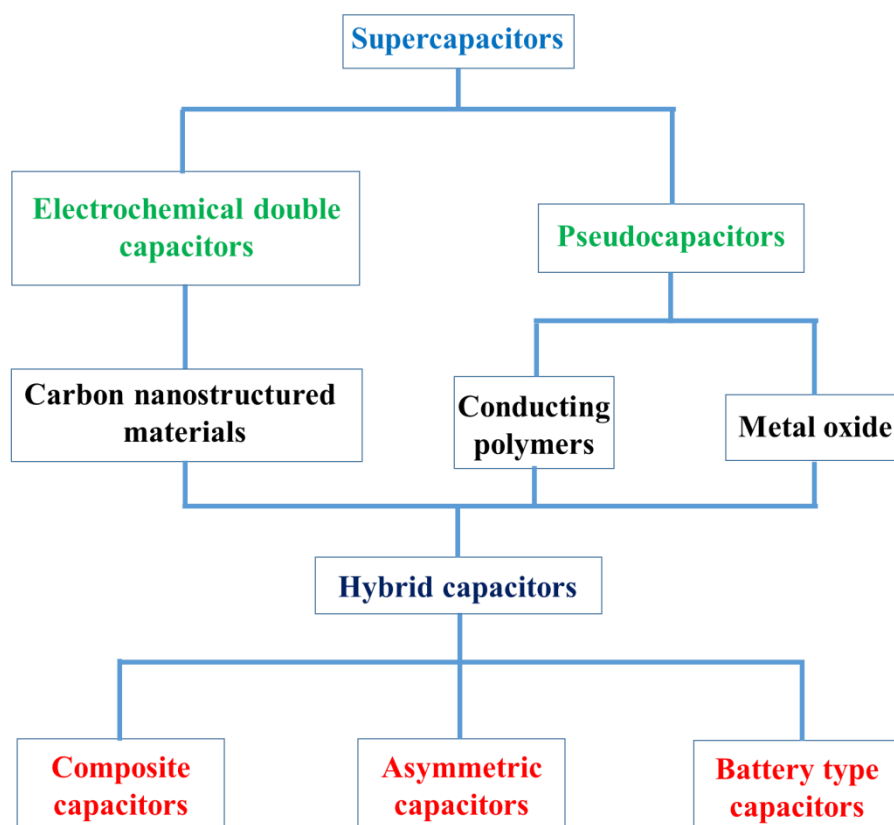 Supercapacitors
Electrochemical double
capacitors
Pseudocapacitors
Carbon nanostructured
materials
Conducting
polymers
Metal oxide
Hybrid capacitors
Composite
capacitors
Asymmetric
capacitors
Battery type
capacitors